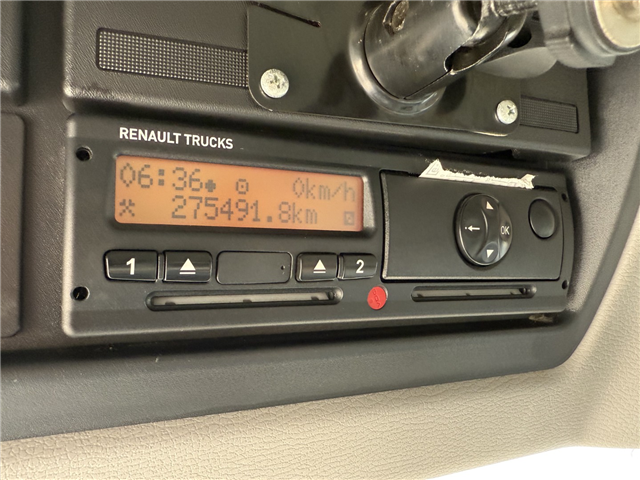 RENAULT TRUCKS
06:36 0km/h
275491.8km
1 2
OK